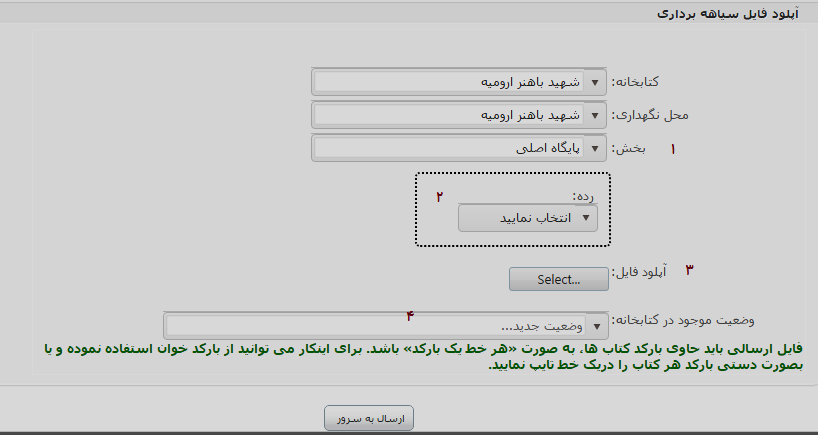 آپلود فایل سیاهه برداری
کتابخانه: شهید باهنر ارومیه
محل نگهداری: شهید باهنر ارومیه
۱ بخش: پایگاه اصلی
رده: ۲
انتخاب نمایید
۳ آپلود فایل: Select...
وضعیت موجود در کتابخانه: وضعیت جدید... ۴
فایل ارسالی باید حاوی بارکد کتاب ها، به صورت «هر خط یک بارکد» باشد. برای اینکار می توانید از بارکد خوان استفاده نموده و یا
بصورت دستی بارکد هر کتاب را دریک خط تایپ نمایید.
ارسال به سرور